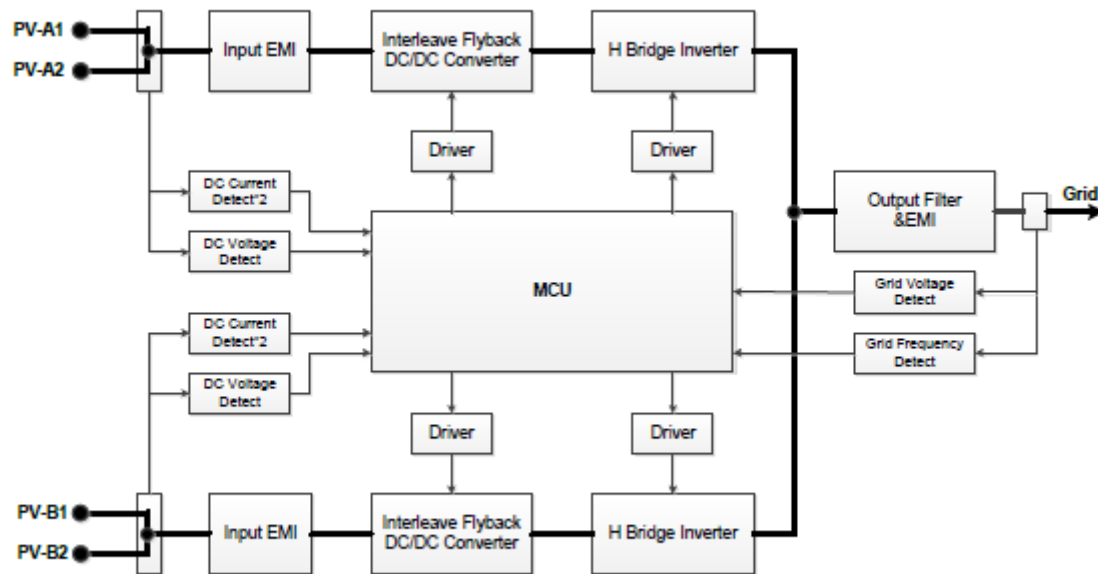 PV-A1
PV-A2
Input EMI
Interleave Flyback
DC/DC Converter
H Bridge Inverter
Driver
Driver
DC Current
Detect*2
DC Voltage
Detect
MCU
Output Filter
&EMI
Grid
Grid Voltage
Detect
Grid Frequency
Detect
DC Current
Detect*2
DC Voltage
Detect
Driver
Driver
PV-B1
PV-B2
Input EMI
Interleave Flyback
DC/DC Converter
H Bridge Inverter